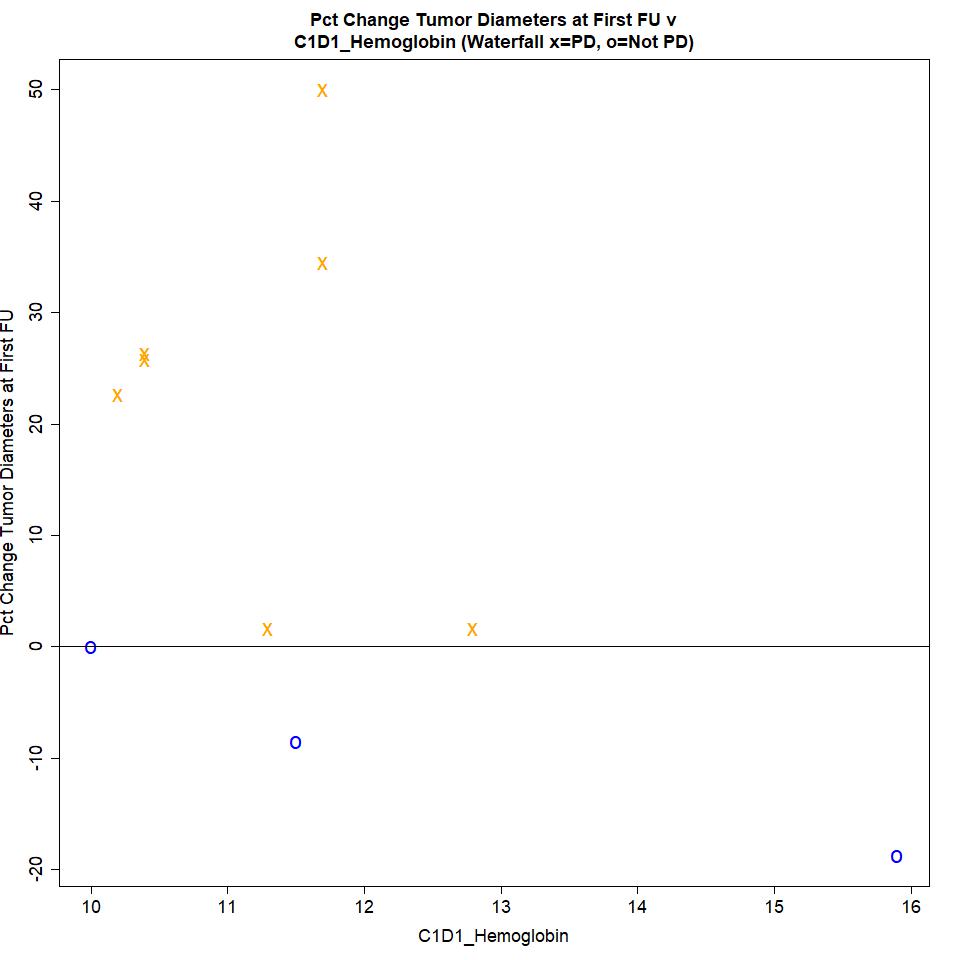 Pct Change Tumor Diameters at First FU v
C1D1_Hemoglobin (Waterfall x=PD, o=Not PD)
Pct Change Tumor Diameters at First FU
50
40
30
20
10
0
-10
-20
X
X
X
X
X
X
X
O
O
O
10 11 12 13 14 15 16
C1D1_Hemoglobin